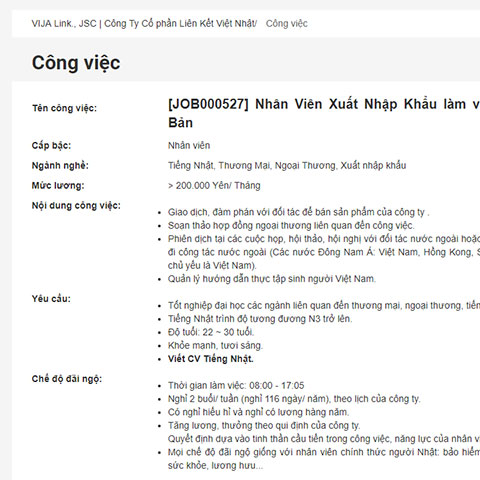 VIJA Link., JSC | Công Ty Cổ phần Liên Kết Việt Nhật/ Công việc
Công việc
Tên công việc: [JOB000527] Nhân Viên Xuất Nhập Khẩu làm v
Bản
Cấp bậc: Nhân viên
Ngành nghề: Tiếng Nhật, Thương Mại, Ngoại Thương, Xuất nhập khẩu
Mức lương: > 200.000 Yên/ Tháng
Nội dung công việc:
• Giao dịch, đàm phán với đối tác để bán sản phẩm của công ty .
• Soạn thảo hợp đồng ngoại thương liên quan đến công việc.
• Phiên dịch tại các cuộc họp, hội thảo, hội nghị với đối tác nước ngoài hoặc
đi công tác nước ngoài (Các nước Đông Nam Á: Việt Nam, Hồng Kong, S
chủ yếu là Việt Nam).
• Quản lý hướng dẫn thực tập sinh người Việt Nam.
Yêu cầu:
• Tốt nghiệp đại học các ngành liên quan đến thương mại, ngoại thương, tiến
• Tiếng Nhật trình độ tương đương N3 trở lên.
• Độ tuổi: 22 ~ 30 tuổi.
• Khỏe mạnh, tươi sáng.
• Viết CV Tiếng Nhật.
Chế độ đãi ngộ:
• Thời gian làm việc: 08:00 - 17:05
• Nghỉ 2 buổi/ tuần (nghỉ 116 ngày/ năm), theo lịch của công ty.
• Có nghỉ hiếu hỉ và nghỉ có lương hàng năm.
• Tăng lương, thưởng theo qui định của công ty.
Quyết định dựa vào tinh thần cầu tiến trong công việc, năng lực của nhân v
• Mọi chế độ đãi ngộ giống với nhân viên chính thức người Nhật: bảo hiểm
sức khỏe, lương hưu...